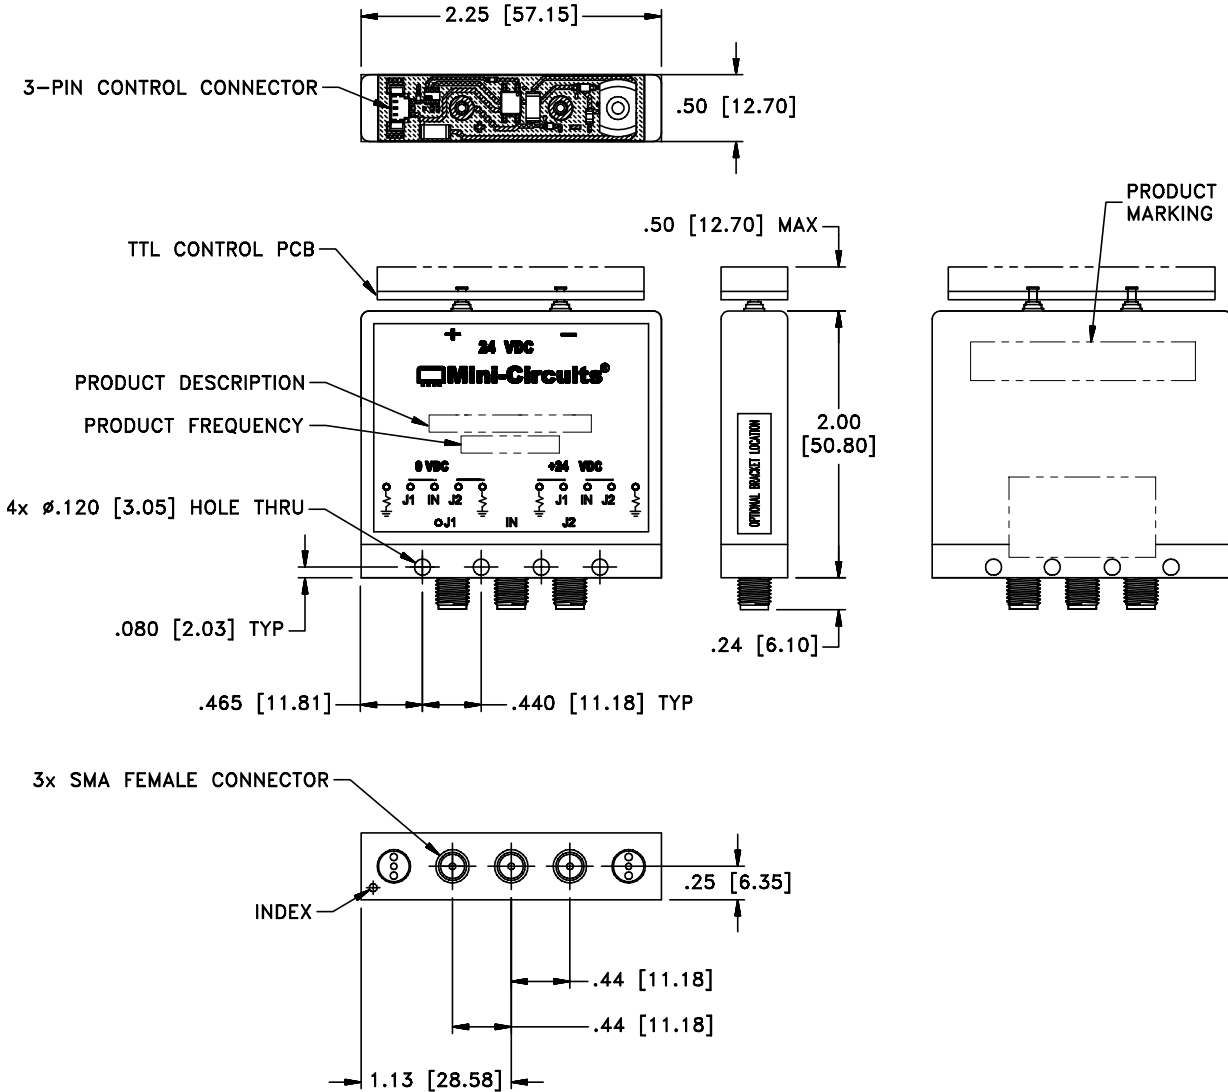 2.25 [57.15]
3-PIN CONTROL CONNECTOR
.50 [12.70]
PRODUCT
MARKING
.50 [12.70] MAX
TTL CONTROL PCB
+ −
24 VDC
Mini-Circuits®
PRODUCT DESCRIPTION
PRODUCT FREQUENCY
2.00
[50.80]
OPTIONAL BRACKET LOCATION
0 VDC +24 VDC
J1 IN J2 J1 IN J2
J1 IN J2
4x ø.120 [3.05] HOLE THRU
.080 [2.03] TYP
.24 [6.10]
.465 [11.81]
.440 [11.18] TYP
3x SMA FEMALE CONNECTOR
.25 [6.35]
INDEX
.44 [11.18]
.44 [11.18]
1.13 [28.58]